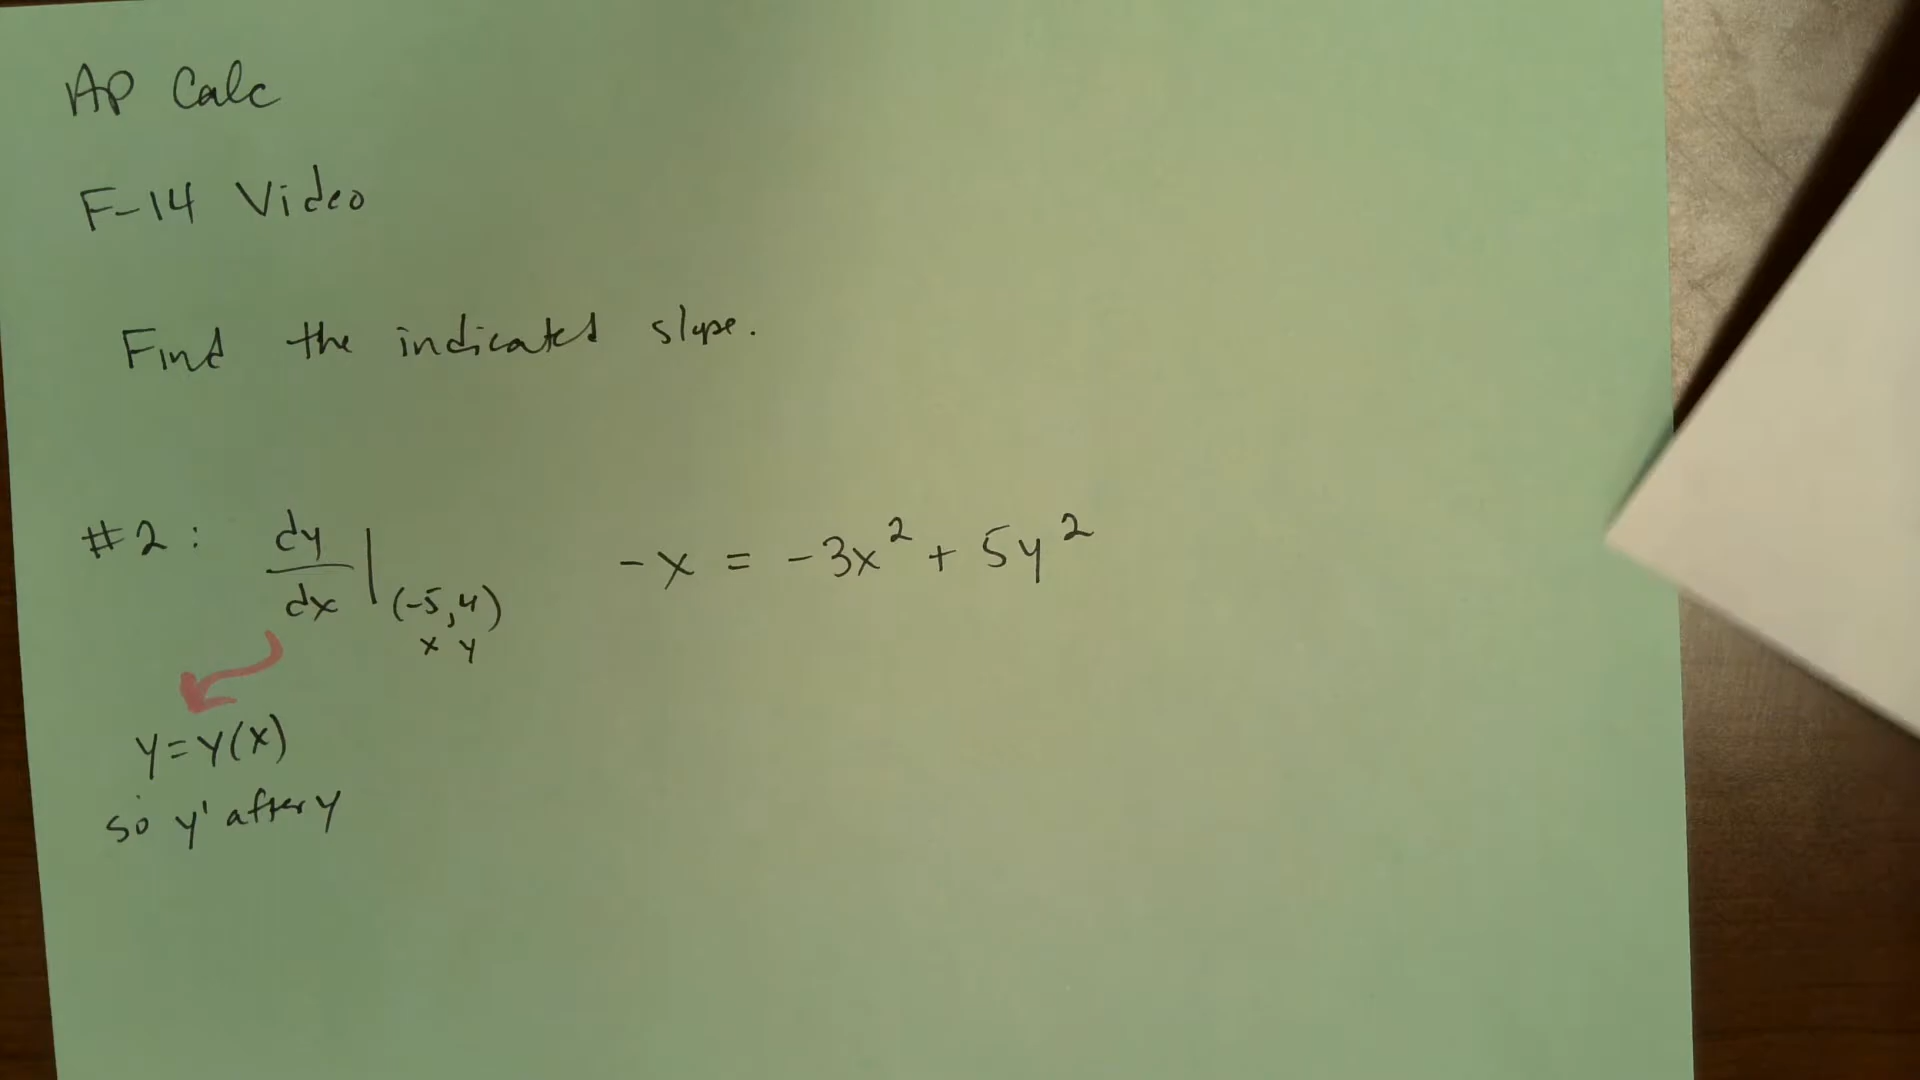 AP Calc
F-14 Video
Find the indicated slope.
#2: dy/dx |(-5,4) -x = -3x² + 5y²
x y
y=y(x)
so y' after y